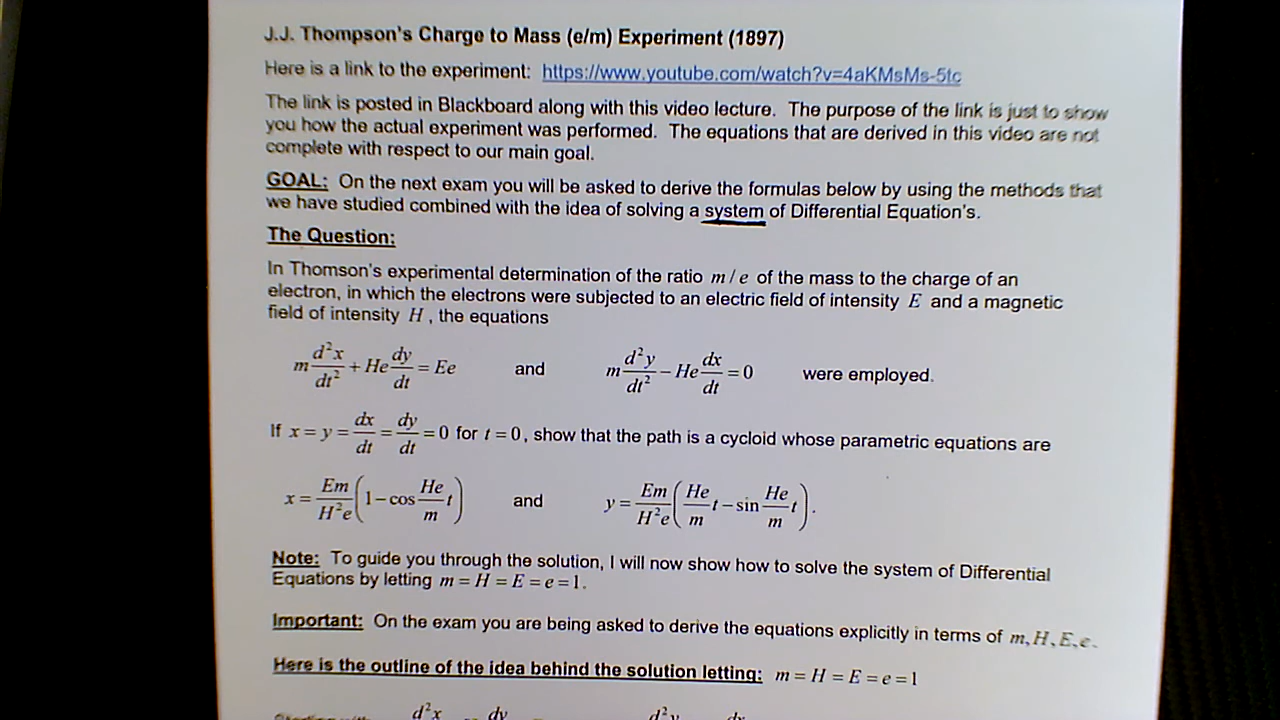 J.J. Thompson's Charge to Mass (e/m) Experiment (1897)
Here is a link to the experiment: https://www.youtube.com/watch?v=4aKMsMs-5tc
The link is posted in Blackboard along with this video lecture. The purpose of the link is just to show
you how the actual experiment was performed. The equations that are derived in this video are not
complete with respect to our main goal.
GOAL: On the next exam you will be asked to derive the formulas below by using the methods that
we have studied combined with the idea of solving a system of Differential Equation's.
The Question:
In Thomson's experimental determination of the ratio m / e of the mass to the charge of an
electron, in which the electrons were subjected to an electric field of intensity E and a magnetic
field of intensity H , the equations
m d²x/dt² + He dy/dt = Ee and m d²y/dt² − He dx/dt = 0 were employed.
If x = y = dx/dt = dy/dt = 0 for t = 0, show that the path is a cycloid whose parametric equations are
x = Em/H²e (1 − cos He/m t) and y = Em/H²e (He/m t − sin He/m t).
Note: To guide you through the solution, I will now show how to solve the system of Differential
Equations by letting m = H = E = e = 1.
Important: On the exam you are being asked to derive the equations explicitly in terms of m, H, E, e.
Here is the outline of the idea behind the solution letting: m = H = E = e = 1
d²x dy d²y dx